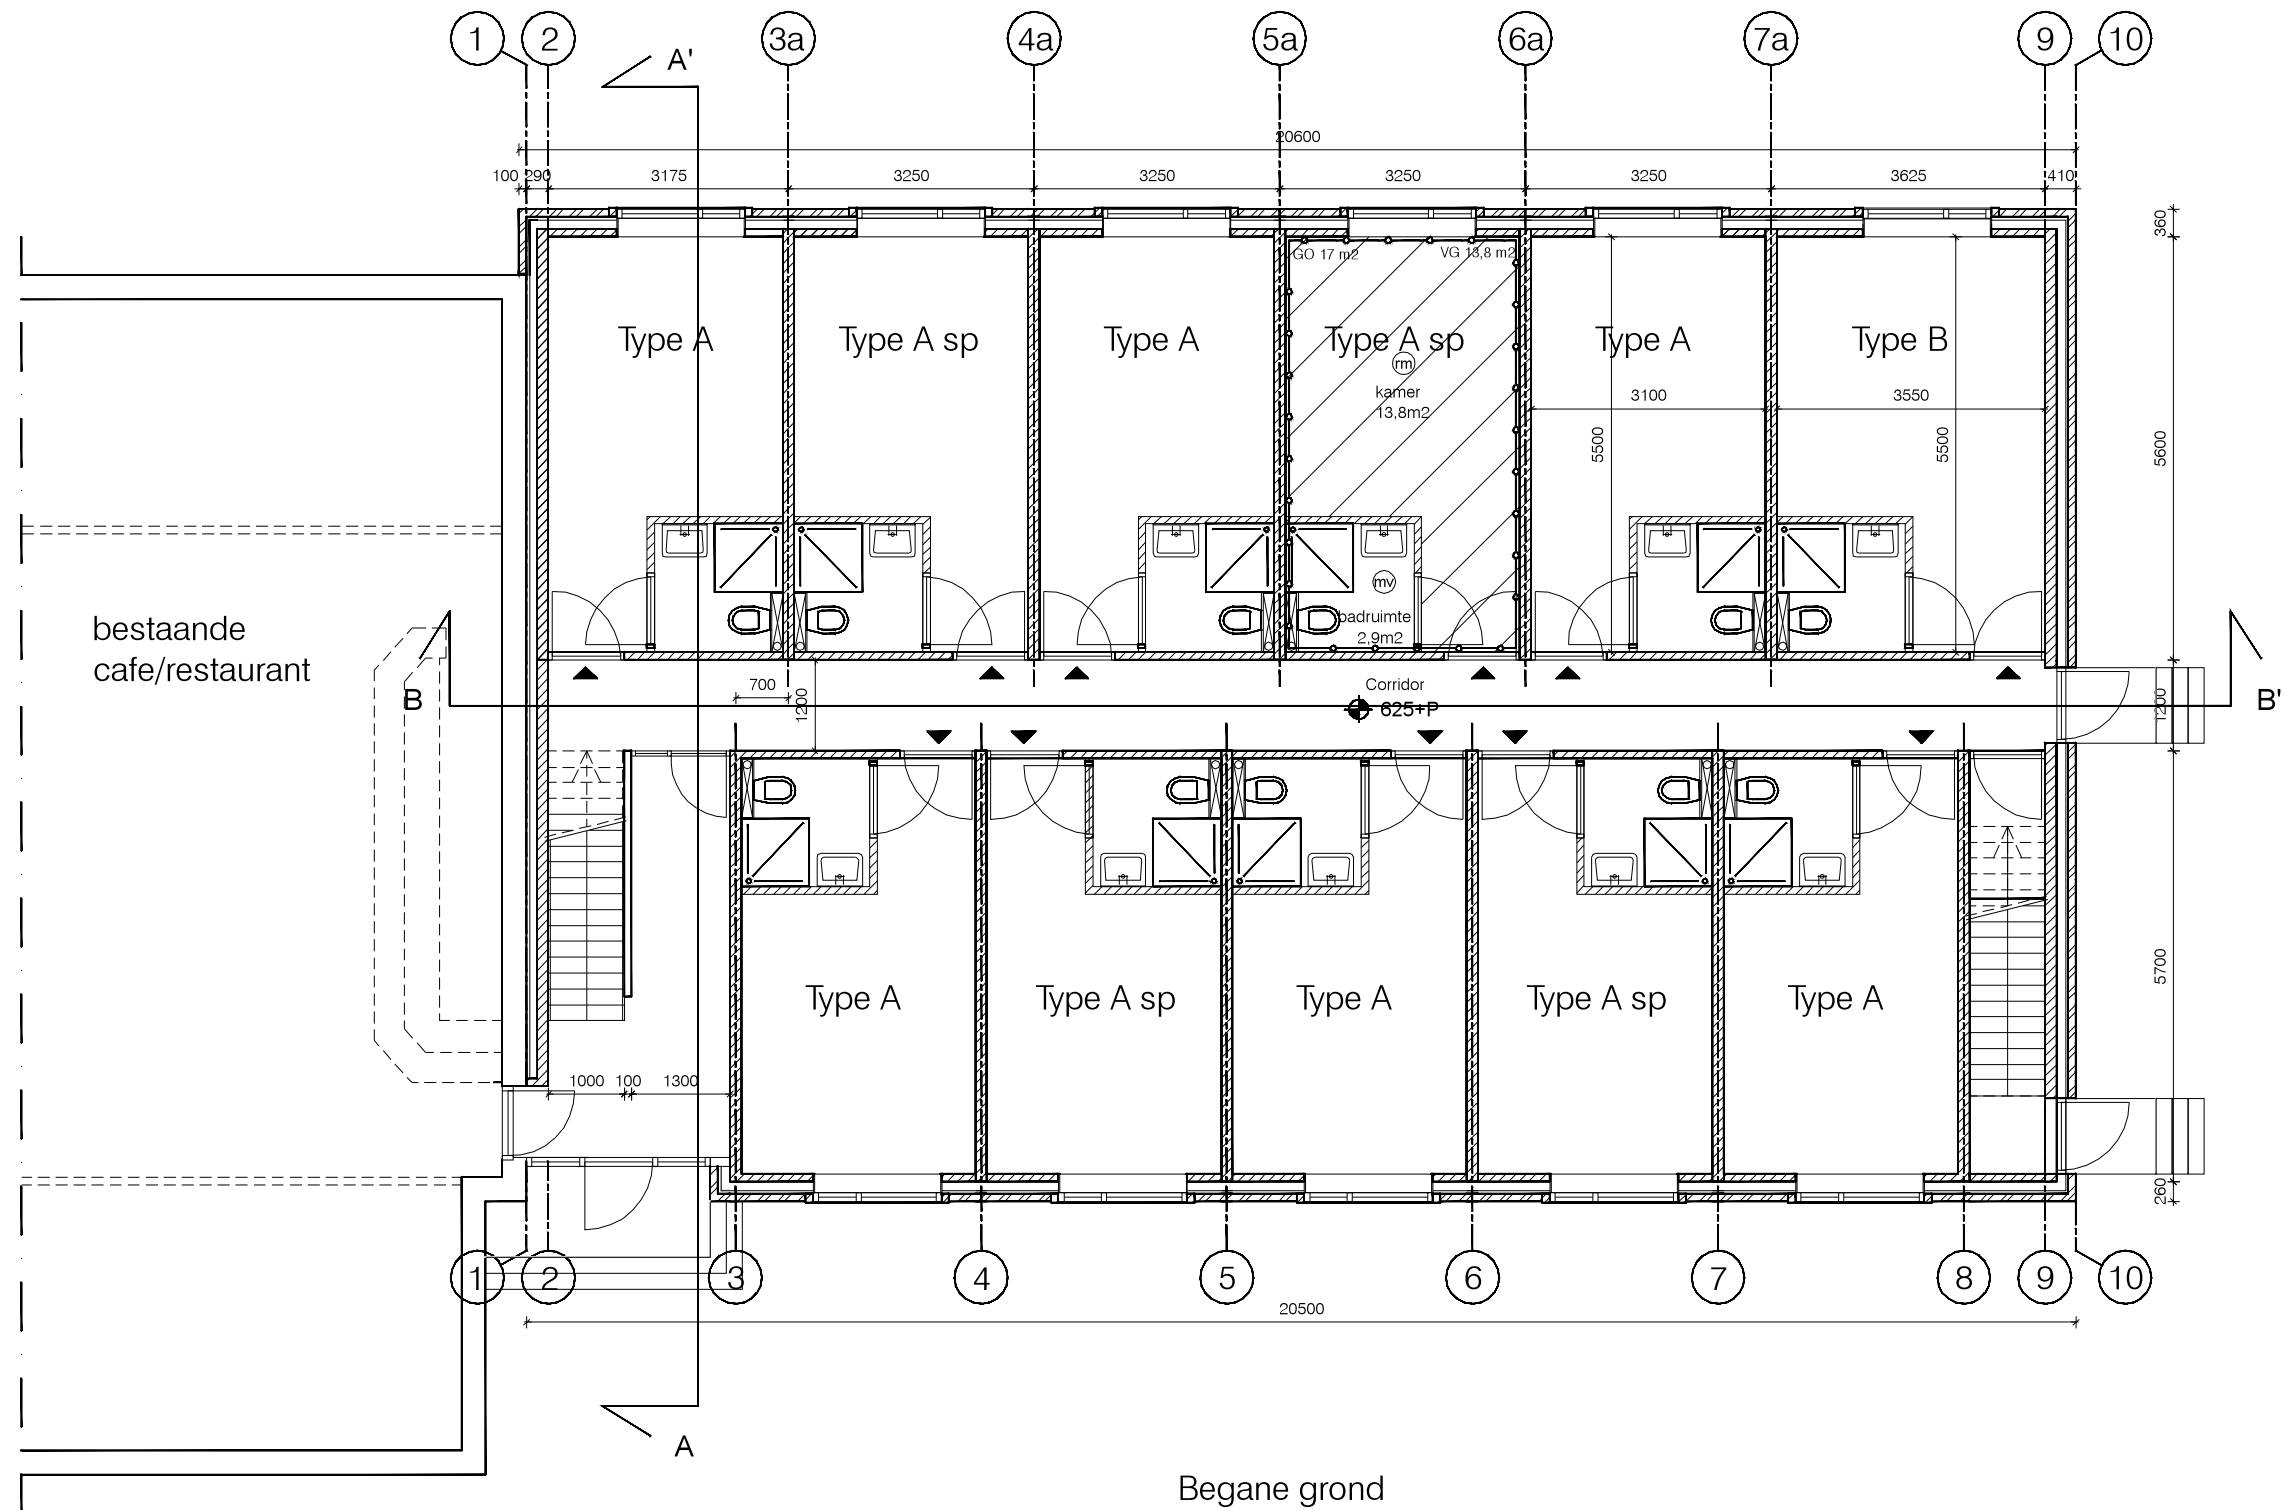 1 2 3a 4a 5a 6a 7a 9 10
A'
20600
100 290 3175 3250 3250 3250 3250 3625 410
360
GO 17 m2 VG 13,8 m2
Type A Type A sp Type A Type A sp Type A Type B
rm
kamer
13,8m2
3100 3550
5500 5500 5600
mv
badruimte
2,9m2
bestaande
cafe/restaurant
700 1200 Corridor
B 625+P 1200 B'
5700
Type A Type A sp Type A Type A sp Type A
1000 100 1300
260
1 2 3 4 5 6 7 8 9 10
20500
A
Begane grond